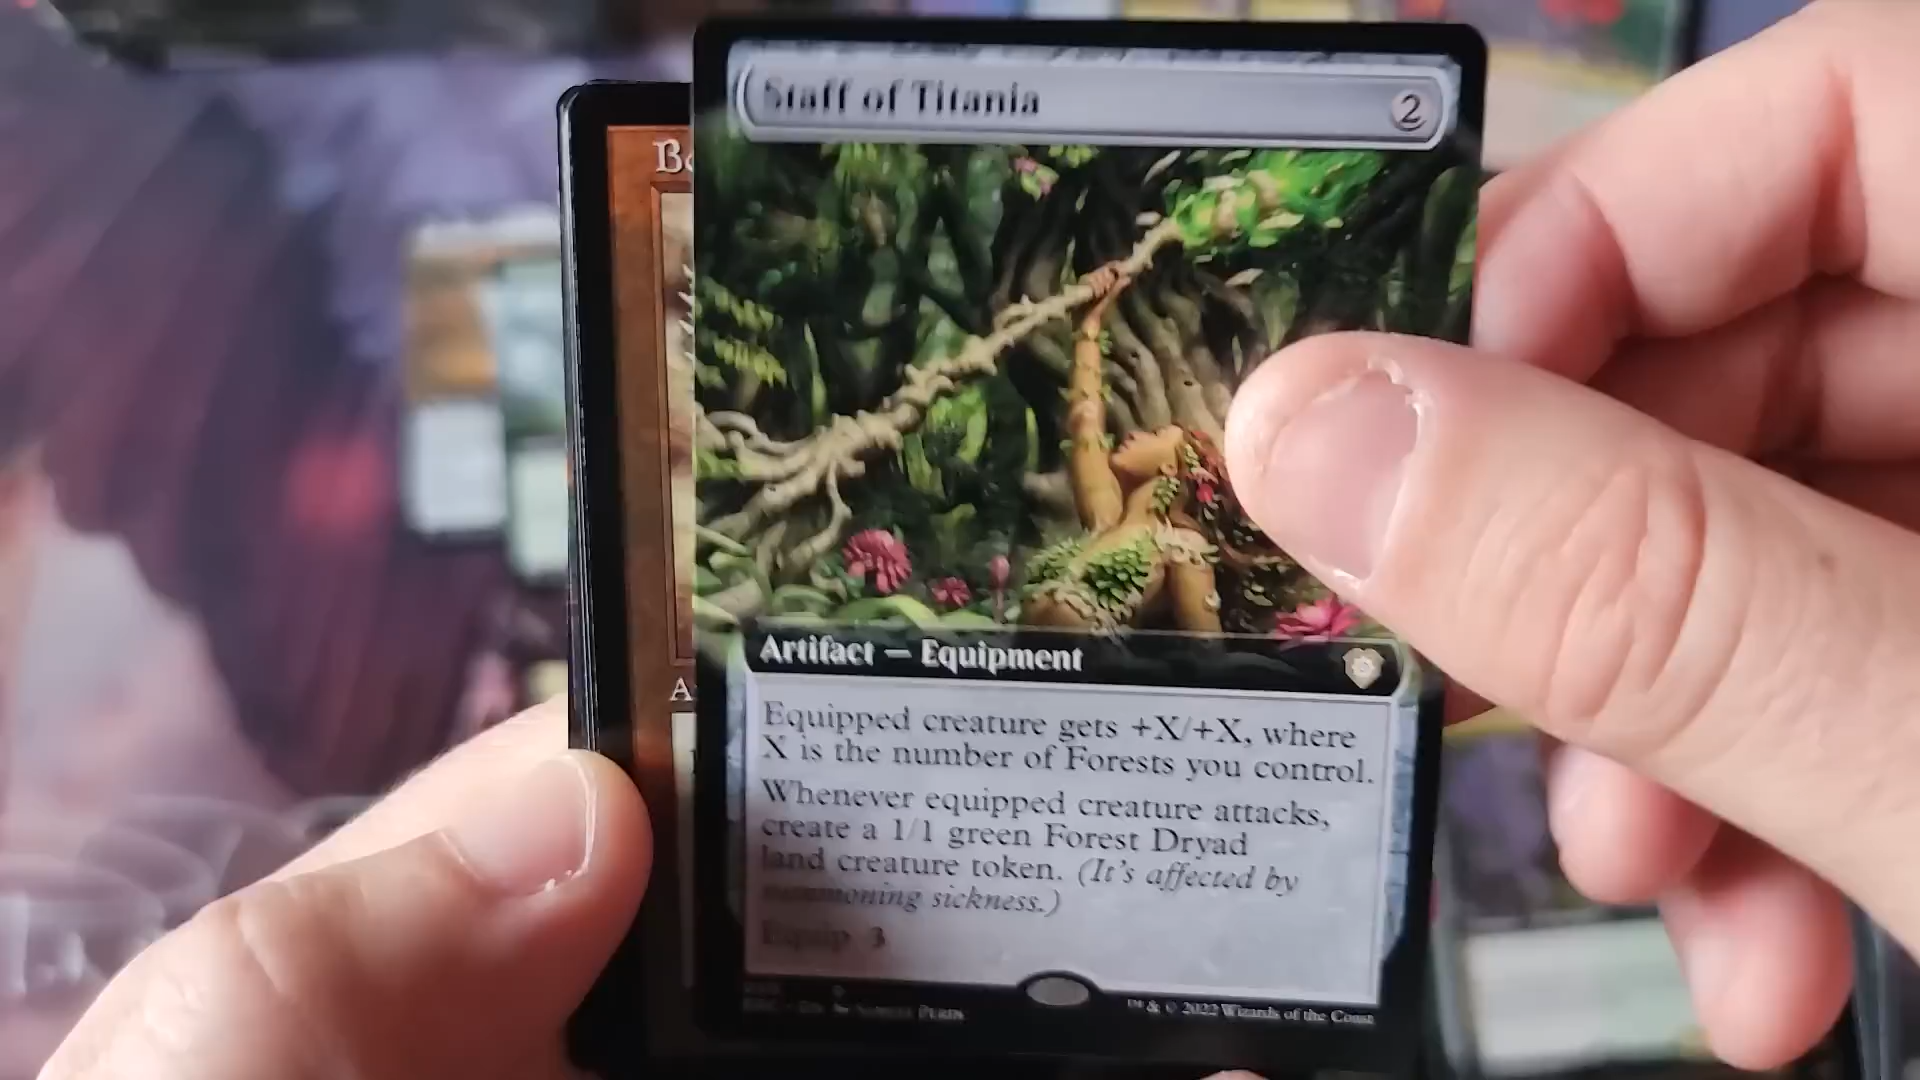 Staff of Titania 2
Artifact — Equipment
Equipped creature gets +X/+X, where
X is the number of Forests you control.
Whenever equipped creature attacks,
create a 1/1 green Forest Dryad
land creature token. (It's affected by
summoning sickness.)
Equip 3
™ & © 2022 Wizards of the Coast